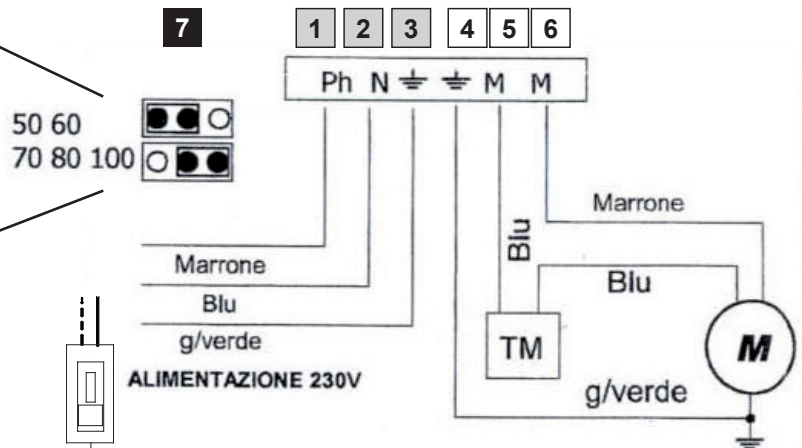 7 1 2 3 4 5 6
Ph N M M
50 60
70 80 100
Marrone
Marrone
Blu
Blu
Blu
g/verde
TM
M
ALIMENTAZIONE 230V
g/verde